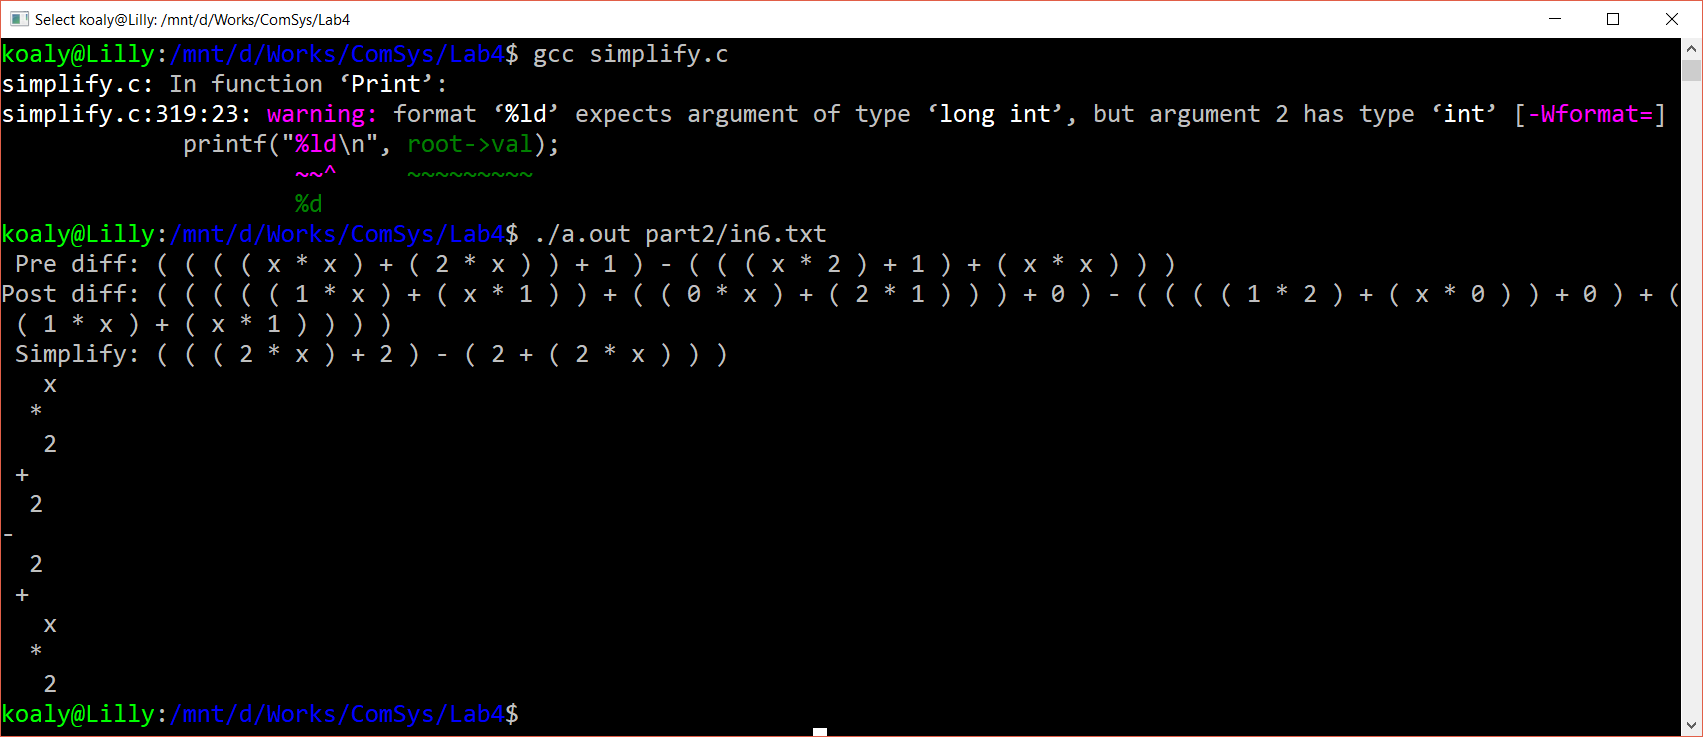 Select koaly@Lilly: /mnt/d/Works/ComSys/Lab4
koaly@Lilly:/mnt/d/Works/ComSys/Lab4$ gcc simplify.c
simplify.c: In function ‘Print’:
simplify.c:319:23: warning: format ‘%ld’ expects argument of type ‘long int’, but argument 2 has type ‘int’ [-Wformat=]
             printf("%ld\n", root->val);
                     ~~^     ~~~~~~~~~
                     %d
koaly@Lilly:/mnt/d/Works/ComSys/Lab4$ ./a.out part2/in6.txt
 Pre diff: ( ( ( ( x * x ) + ( 2 * x ) ) + 1 ) - ( ( ( x * 2 ) + 1 ) + ( x * x ) ) )
Post diff: ( ( ( ( ( 1 * x ) + ( x * 1 ) ) + ( ( 0 * x ) + ( 2 * 1 ) ) ) + 0 ) - ( ( ( ( 1 * 2 ) + ( x * 0 ) ) + 0 ) + (
 ( 1 * x ) + ( x * 1 ) ) ) )
 Simplify: ( ( ( 2 * x ) + 2 ) - ( 2 + ( 2 * x ) ) )
   x
  *
   2
 +
  2
-
  2
 +
   x
  *
   2
koaly@Lilly:/mnt/d/Works/ComSys/Lab4$